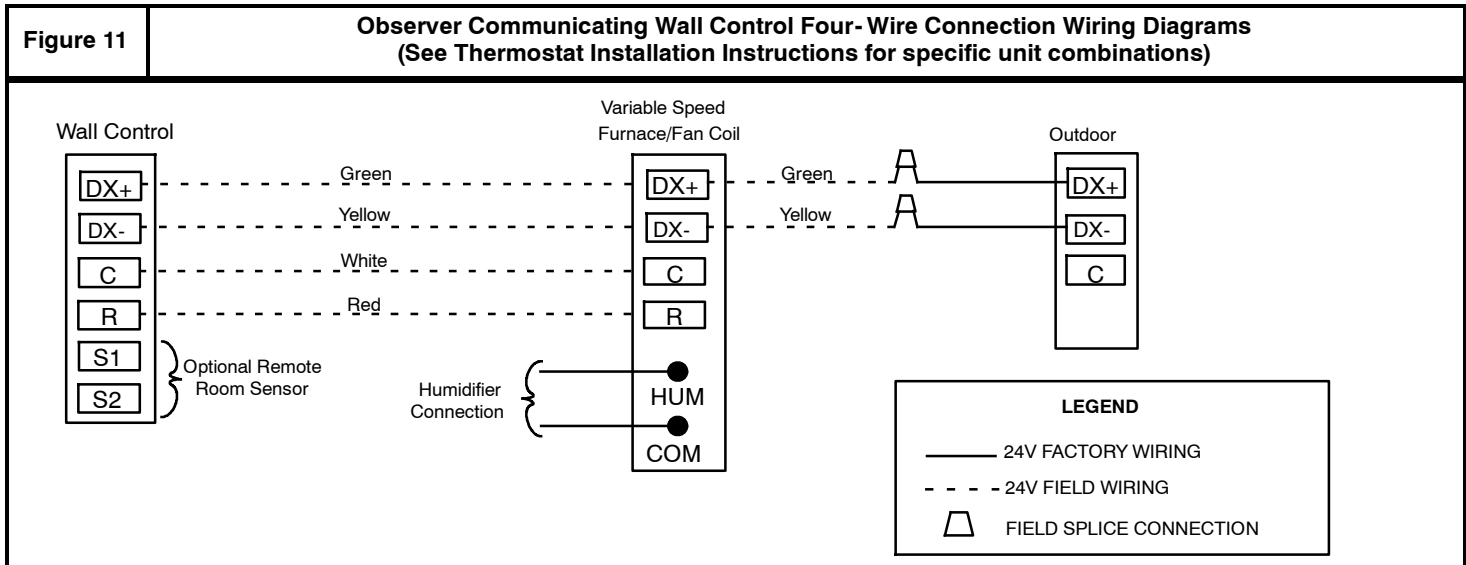 Figure 11
Observer Communicating Wall Control Four-Wire Connection Wiring Diagrams
(See Thermostat Installation Instructions for specific unit combinations)
Wall Control
Variable Speed
Furnace/Fan Coil
Outdoor
DX+
Green
DX+
Green
DX+
DX-
Yellow
DX-
Yellow
DX-
C
White
C
C
R
Red
R
S1
S2
Optional Remote
Room Sensor
Humidifier
Connection
HUM
COM
LEGEND
24V FACTORY WIRING
24V FIELD WIRING
FIELD SPLICE CONNECTION